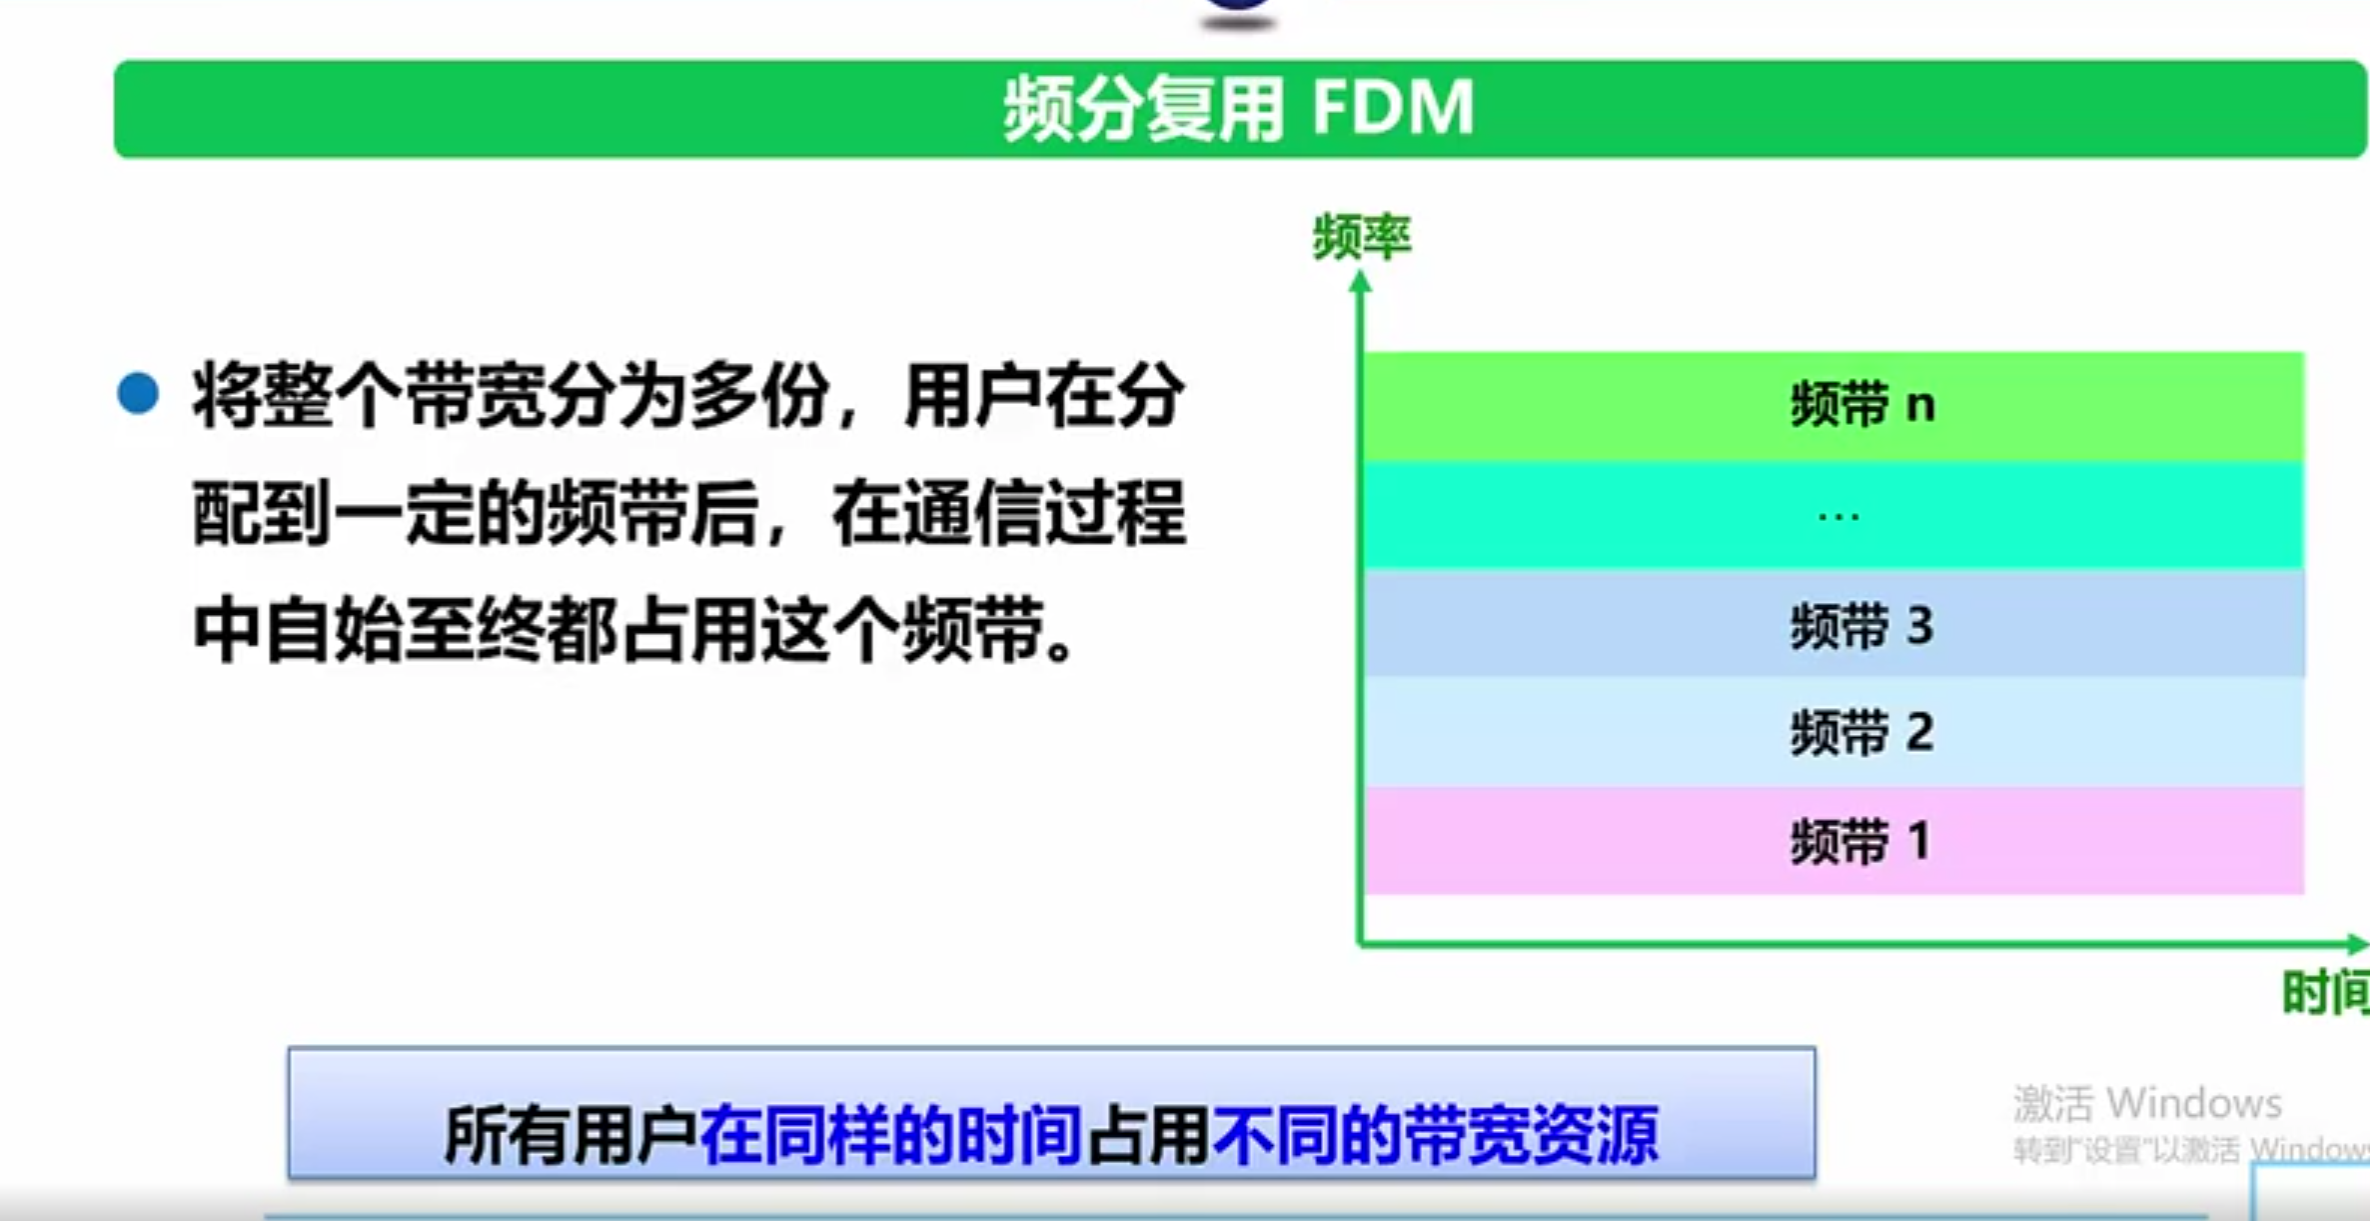 频分复用 FDM
将整个带宽分为多份，用户在分
配到一定的频带后，在通信过程
中自始至终都占用这个频带。
频率
频带 n
…
频带 3
频带 2
频带 1
时间
所有用户在同样的时间占用不同的带宽资源
激活 Windows
转到"设置"以激活 Windows